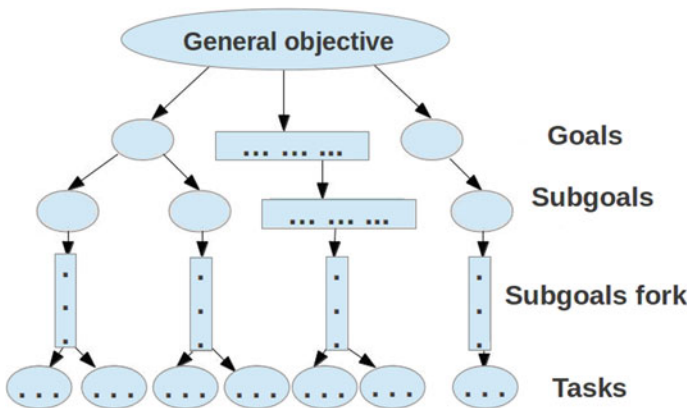 General objective
Goals
... ... ...
Subgoals
... ... ...
Subgoals fork
. . . .
. . . .
. . . .
... ... ... ... ... ... ...
Tasks